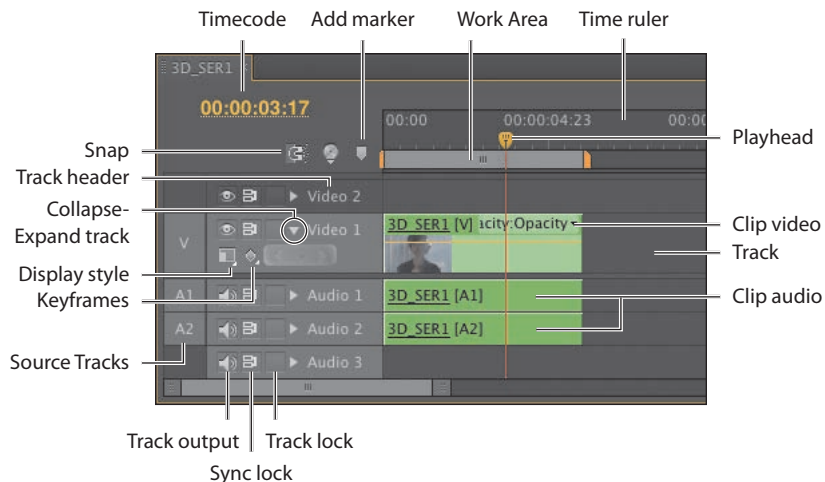 Timecode Add marker Work Area Time ruler
3D_SER1 ×
00:00:03:17
00:00 00:00:04:23 00:00
Playhead
Snap
Track header
Video 2
Collapse-
Expand track
V Video 1 3D_SER1 [V] acity:Opacity
Clip video
Track
Display style
Keyframes
A1 Audio 1 3D_SER1 [A1]
Clip audio
A2 Audio 2 3D_SER1 [A2]
Source Tracks
Audio 3
Track output Track lock
Sync lock